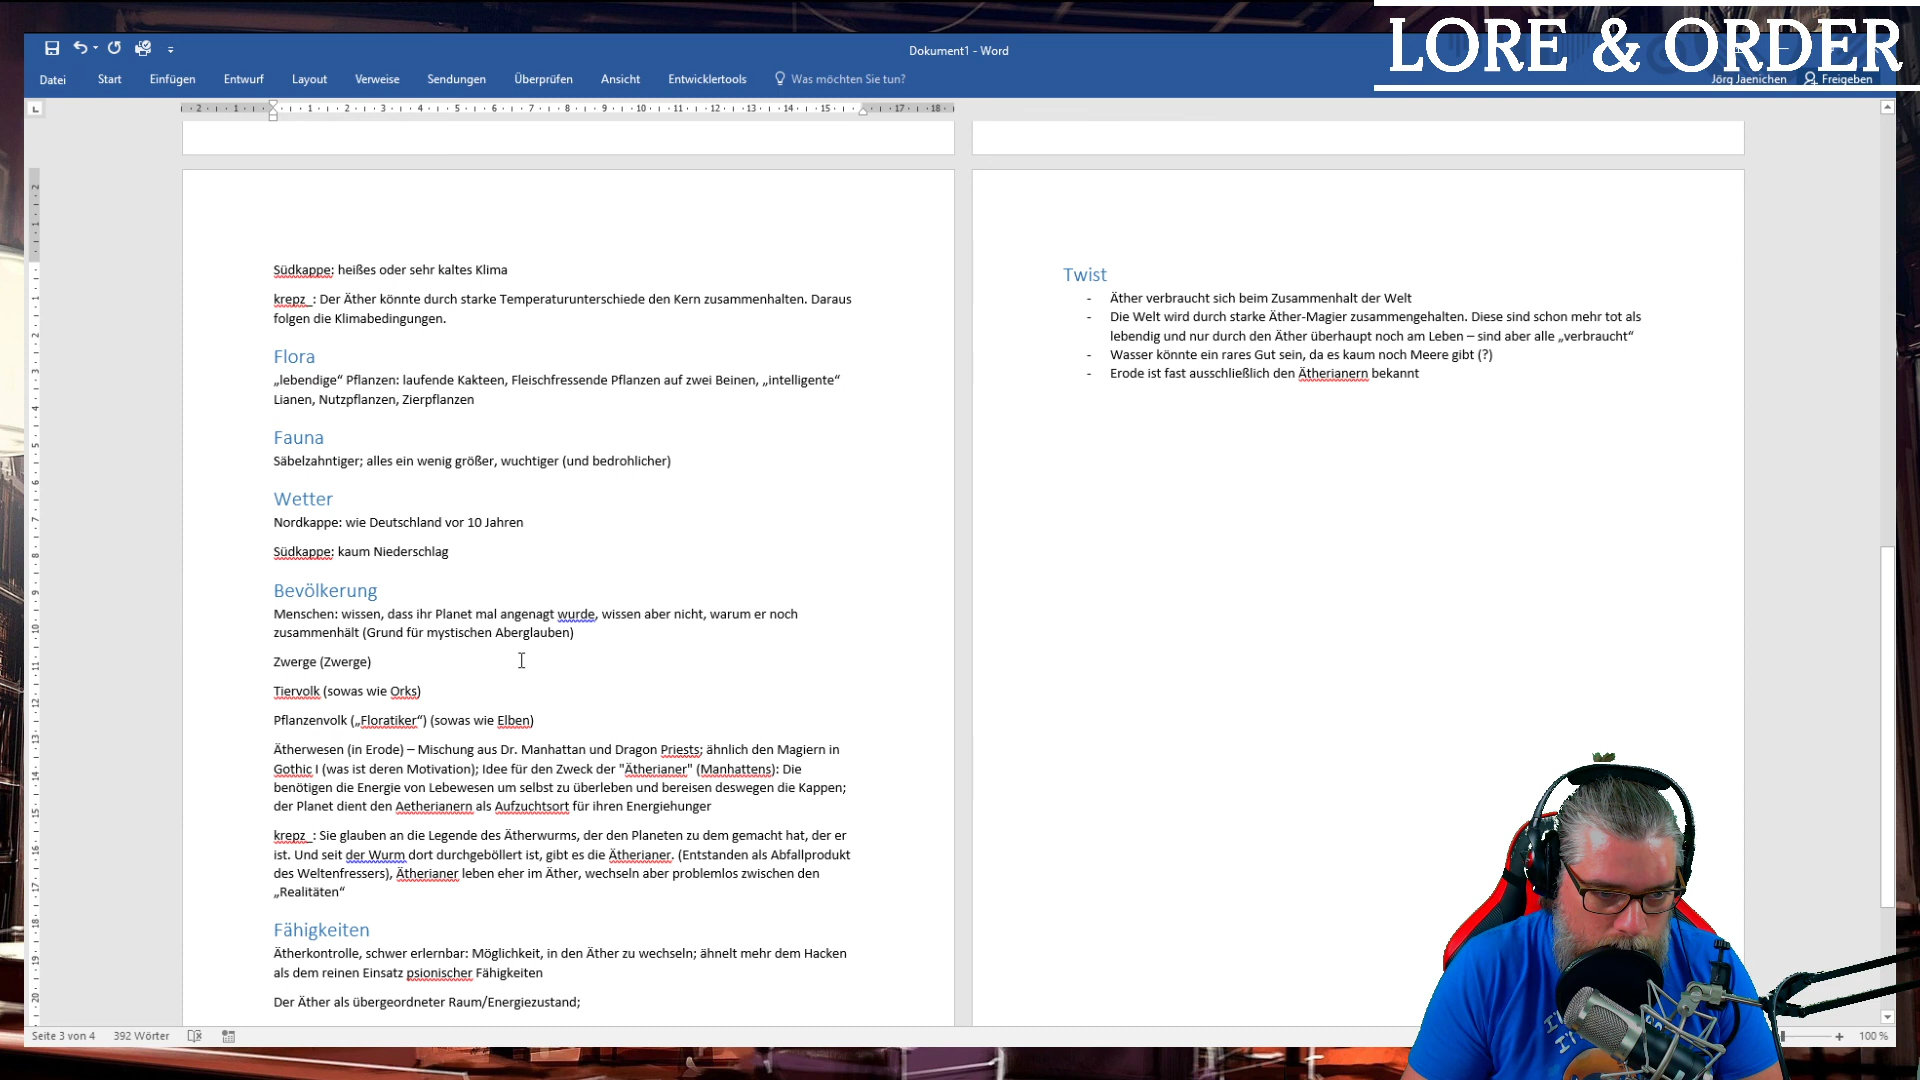 LORE & ORDER
Dokument1 - Word
Datei Start Einfügen Entwurf Layout Verweise Sendungen Überprüfen Ansicht Entwicklertools Was möchten Sie tun? Jörg Jaenichen Freigeben
Südkappe: heißes oder sehr kaltes Klima
krepz_: Der Äther könnte durch starke Temperaturunterschiede den Kern zusammenhalten. Daraus
folgen die Klimabedingungen.
Flora
„lebendige“ Pflanzen: laufende Kakteen, Fleischfressende Pflanzen auf zwei Beinen, „intelligente“
Lianen, Nutzpflanzen, Zierpflanzen
Fauna
Säbelzahntiger; alles ein wenig größer, wuchtiger (und bedrohlicher)
Wetter
Nordkappe: wie Deutschland vor 10 Jahren
Südkappe: kaum Niederschlag
Bevölkerung
Menschen: wissen, dass ihr Planet mal angenagt wurde, wissen aber nicht, warum er noch
zusammenhält (Grund für mystischen Aberglauben)
Zwerge (Zwerge)
Tiervolk (sowas wie Orks)
Pflanzenvolk („Floratiker“) (sowas wie Elben)
Ätherwesen (in Erode) – Mischung aus Dr. Manhattan und Dragon Priests; ähnlich den Magiern in
Gothic I (was ist deren Motivation); Idee für den Zweck der "Ätherianer" (Manhattens): Die
benötigen die Energie von Lebewesen um selbst zu überleben und bereisen deswegen die Kappen;
der Planet dient den Aetherianern als Aufzuchtsort für ihren Energiehunger
krepz_: Sie glauben an die Legende des Ätherwurms, der den Planeten zu dem gemacht hat, der er
ist. Und seit der Wurm dort durchgeböllert ist, gibt es die Ätherianer. (Entstanden als Abfallprodukt
des Weltenfressers), Ätherianer leben eher im Äther, wechseln aber problemlos zwischen den
„Realitäten“
Fähigkeiten
Ätherkontrolle, schwer erlernbar: Möglichkeit, in den Äther zu wechseln; ähnelt mehr dem Hacken
als dem reinen Einsatz psionischer Fähigkeiten
Der Äther als übergeordneter Raum/Energiezustand;
Twist
- Äther verbraucht sich beim Zusammenhalt der Welt
- Die Welt wird durch starke Äther-Magier zusammengehalten. Diese sind schon mehr tot als
lebendig und nur durch den Äther überhaupt noch am Leben – sind aber alle „verbraucht“
- Wasser könnte ein rares Gut sein, da es kaum noch Meere gibt (?)
- Erode ist fast ausschließlich den Ätherianern bekannt
Seite 3 von 4 392 Wörter 100 %